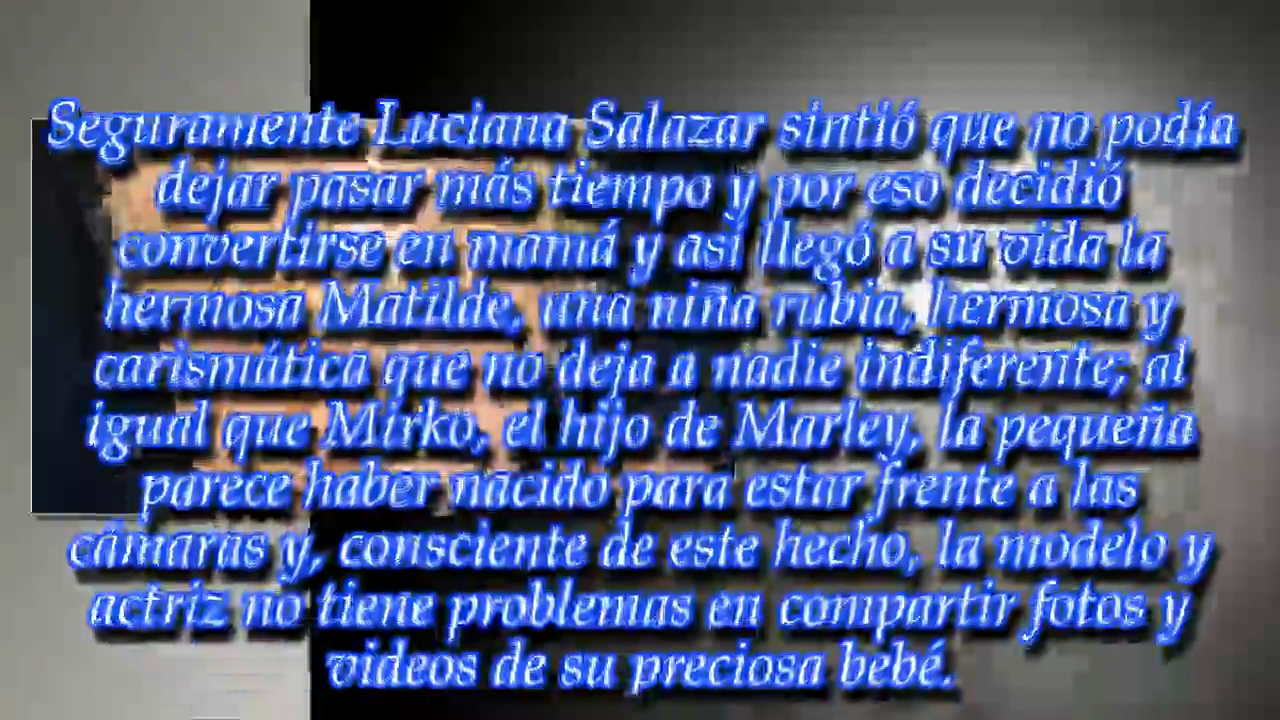 Seguramente Luciana Salazar sintió que no podía
dejar pasar más tiempo y por eso decidió
convertirse en mamá y así llegó a su vida la
hermosa Matilde, una niña rubia, hermosa y
carismática que no deja a nadie indiferente; al
igual que Mirko, el hijo de Marley, la pequeña
parece haber nacido para estar frente a las
cámaras y, consciente de este hecho, la modelo y
actriz no tiene problemas en compartir fotos y
videos de su preciosa bebé.